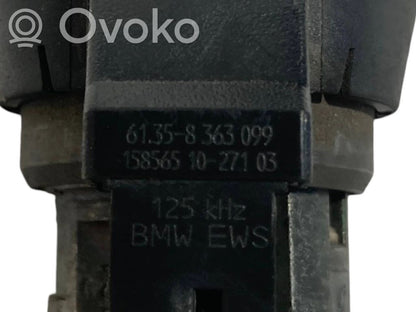 Ovoko
61.35-8 363 099
158565 10-271 03
125 kHz
BMW EWS